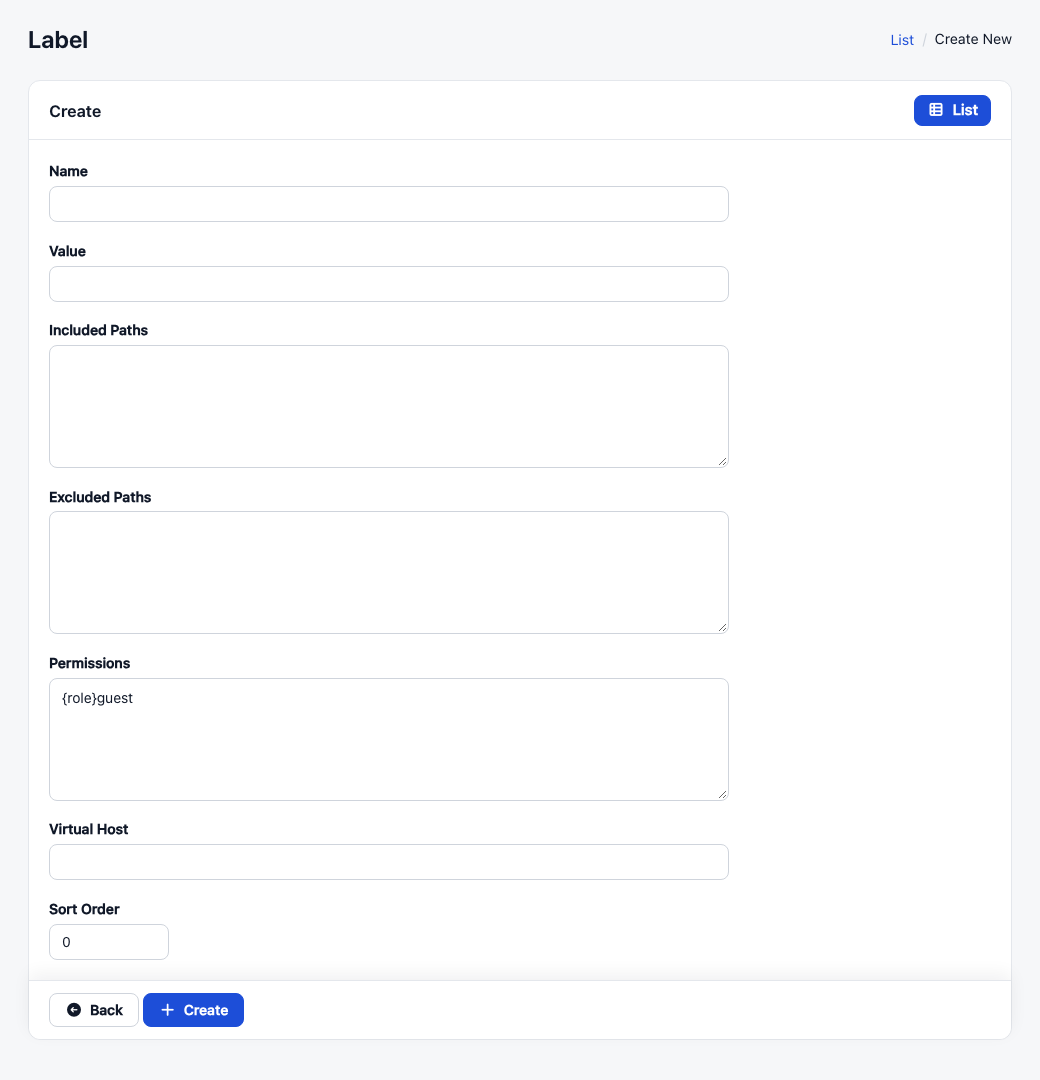 Label
List / Create New
Create
List
Name
Value
Included Paths
Excluded Paths
Permissions
{role}guest
Virtual Host
Sort Order
0
Back
Create